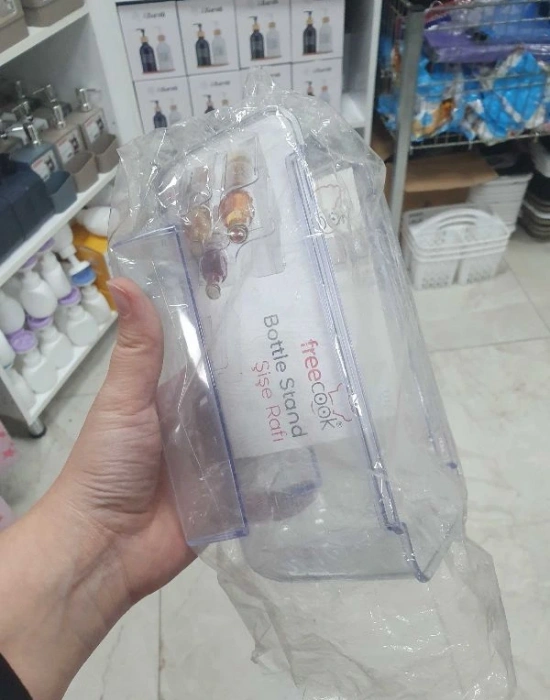 freecook
Bottle Stand
Şişe Rafı